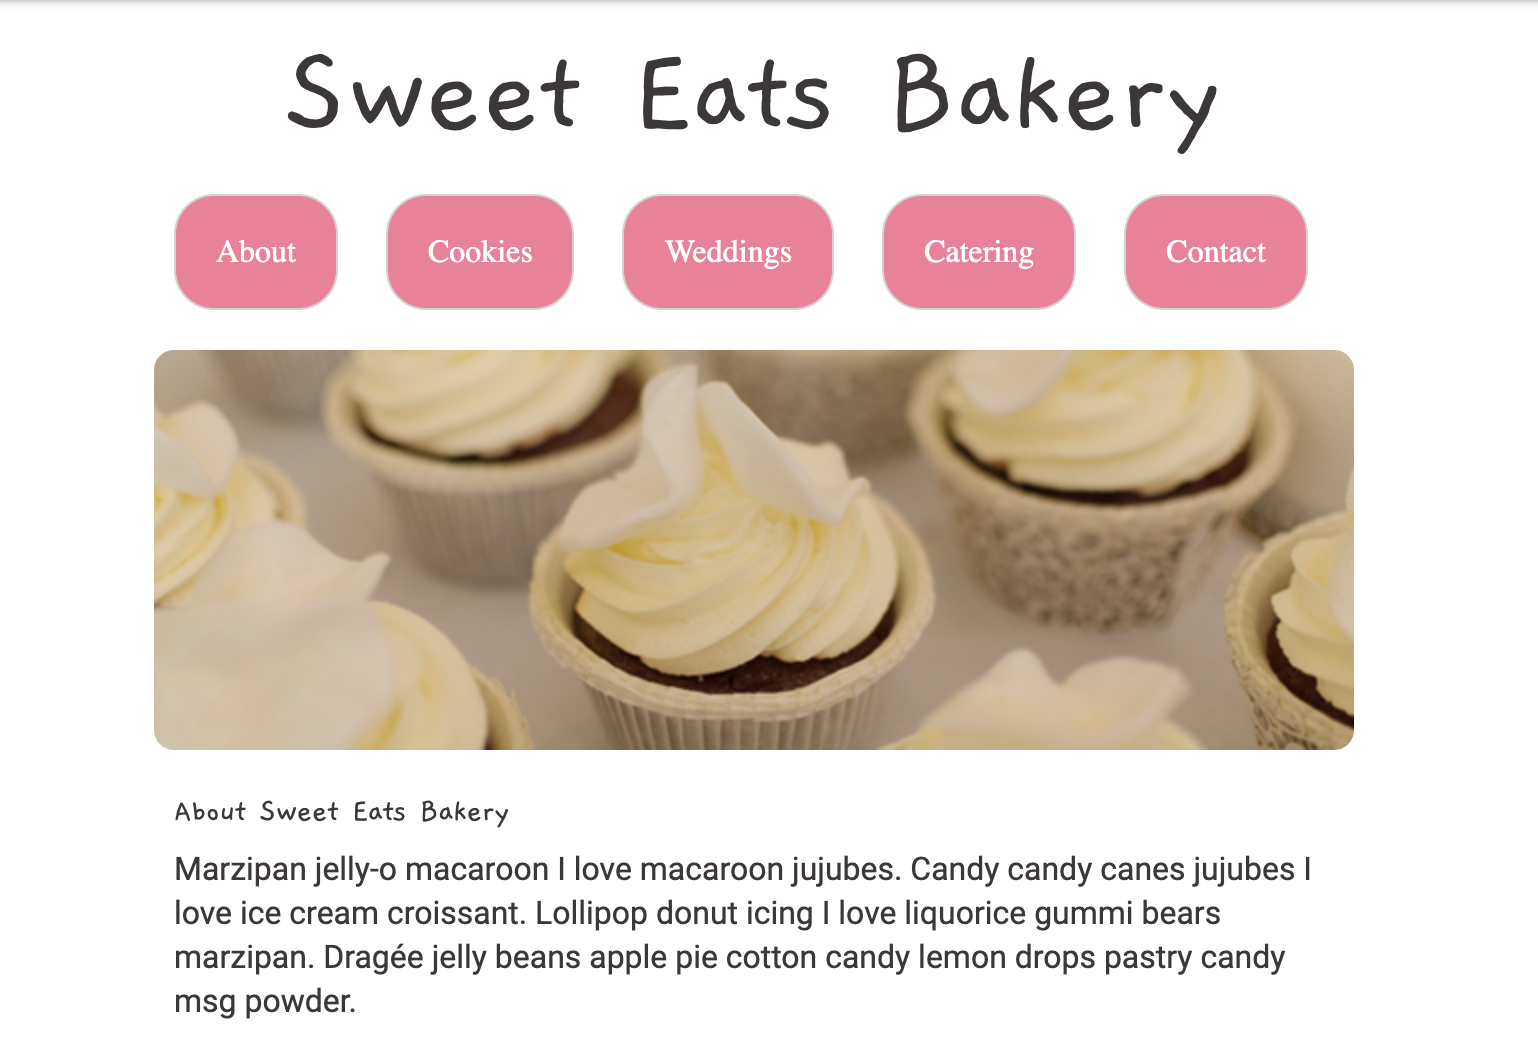 Sweet Eats Bakery
About
Cookies
Weddings
Catering
Contact
About Sweet Eats Bakery
Marzipan jelly-o macaroon I love macaroon jujubes. Candy candy canes jujubes I
love ice cream croissant. Lollipop donut icing I love liquorice gummi bears
marzipan. Dragée jelly beans apple pie cotton candy lemon drops pastry candy
msg powder.